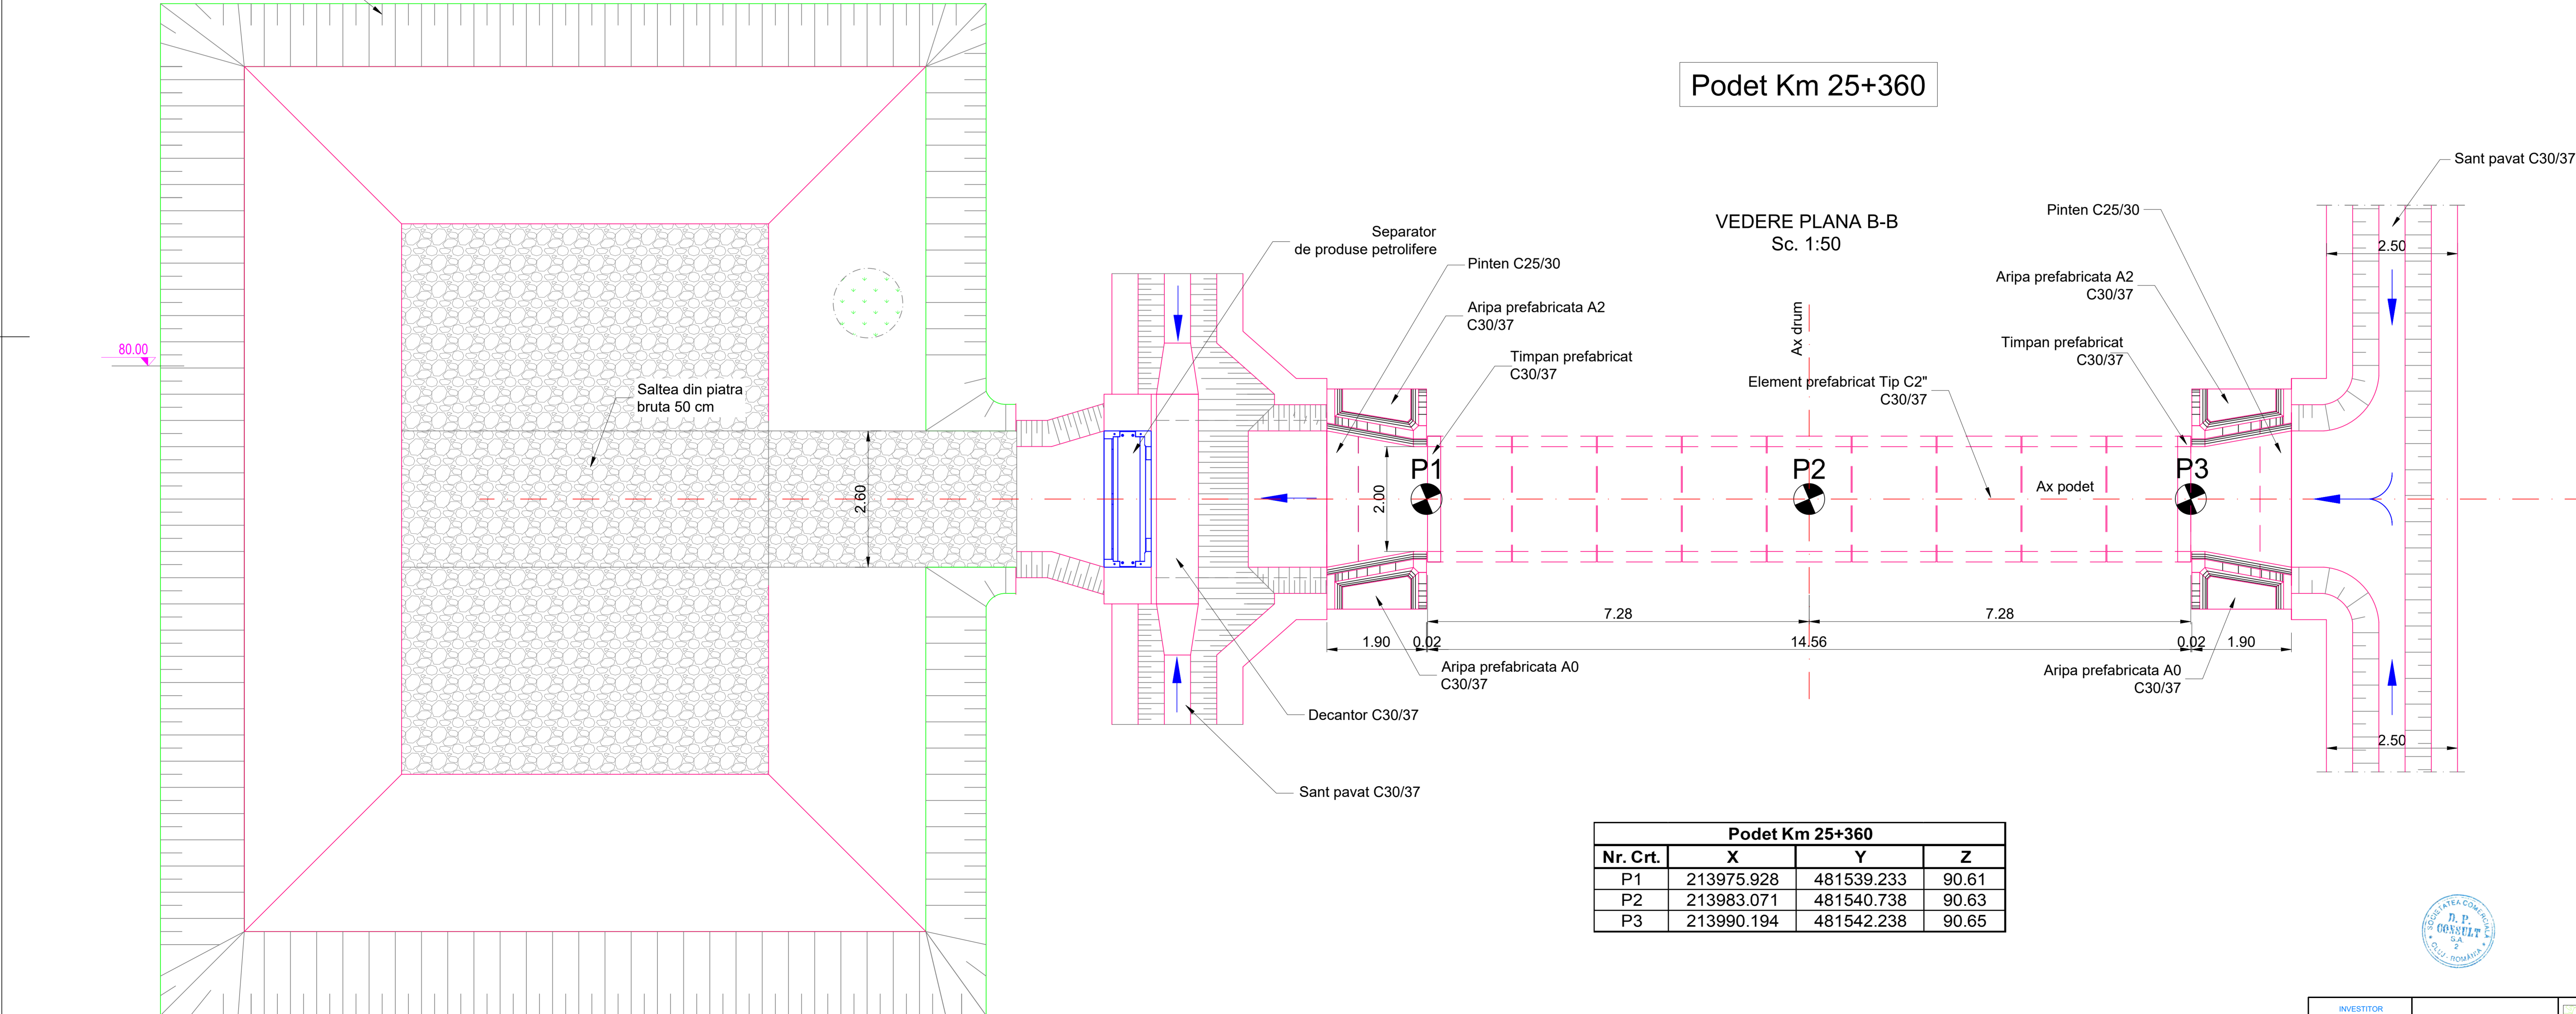 Podet Km 25+360
Sant pavat C30/37
VEDERE PLANA B-B
Sc. 1:50
Pinten C25/30
2.50
Separator
de produse petrolifere
Pinten C25/30
Aripa prefabricata A2
C30/37
Aripa prefabricata A2
C30/37
Ax drum
Timpan prefabricat
C30/37
Timpan prefabricat
C30/37
80.00
Element prefabricat Tip C2"
C30/37
Saltea din piatra
bruta 50 cm
P1
P2
P3
Ax podet
2.60
2.00
7.28
7.28
1.90
0.02
14.56
0.02
1.90
Aripa prefabricata A0
C30/37
Aripa prefabricata A0
C30/37
Decantor C30/37
2.50
Sant pavat C30/37
Podet Km 25+360
Nr. Crt. X Y Z
P1 213975.928 481539.233 90.61
P2 213983.071 481540.738 90.63
P3 213990.194 481542.238 90.65
SOCIETATEA COMERCIALĂ
D. P.
CONSULT
S.A.
2
CLUJ - ROMÂNIA
INVESTITOR